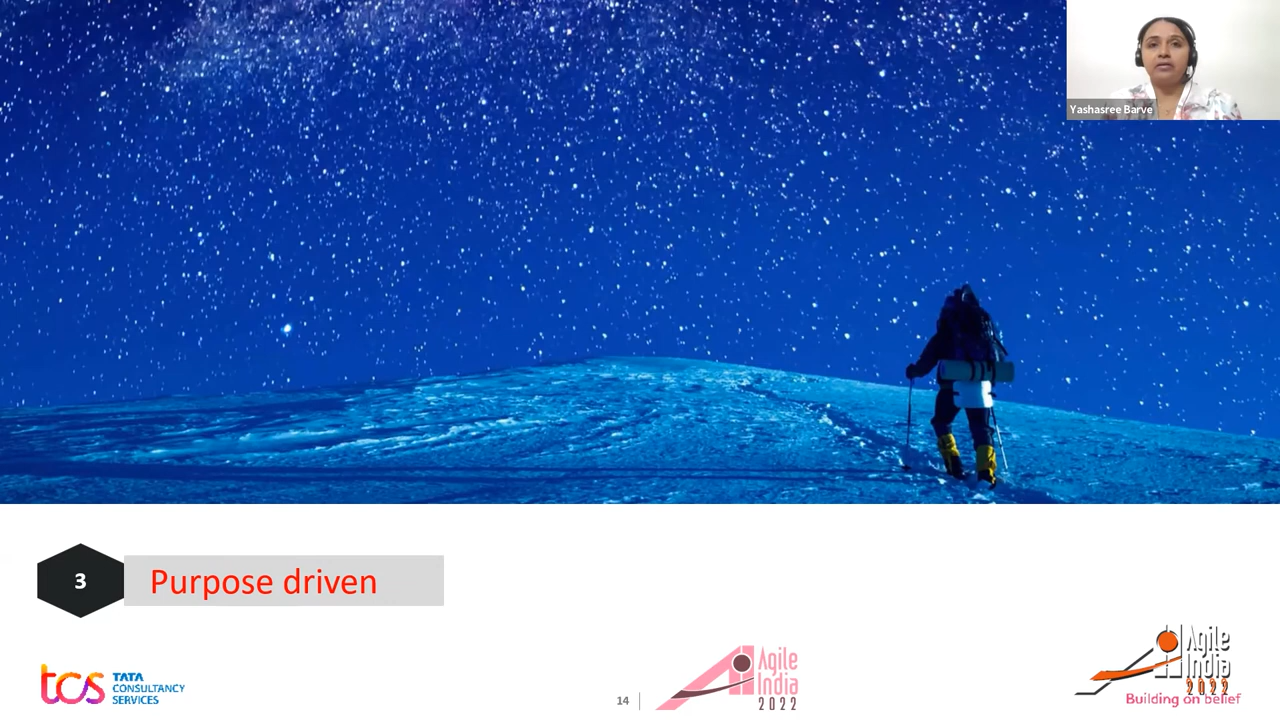 Yashasree Barve
3
Purpose driven
tcs
TATA
CONSULTANCY
SERVICES
14
Agile
India
2022
Agile
India
2022
Building on belief